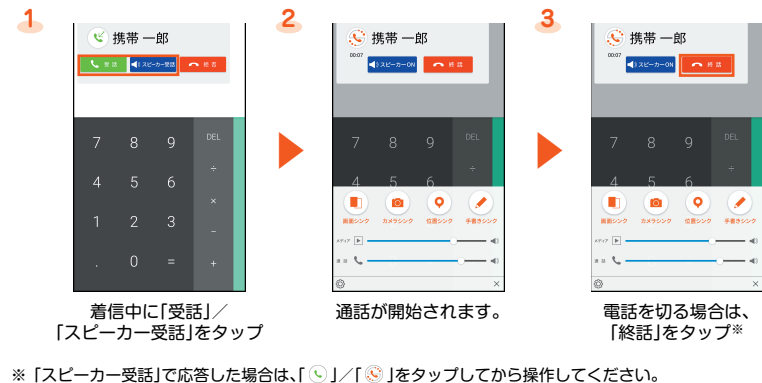 1
携帯 一郎
受 話
スピーカー受話
終 話
7 8 9 DEL
4 5 6 ÷
1 2 3 ×
−
. 0 = +
着信中に「受話」／
「スピーカー受話」をタップ
2
携帯 一郎
00:07
スピーカーON
終 話
7 8 9 DEL
4 5 6 ÷
画面シンク カメラシンク 位置シンク 手書きシンク
メディア
通 話
×
通話が開始されます。
3
携帯 一郎
00:07
スピーカーON
終 話
7 8 9 DEL
4 5 6 ÷
画面シンク カメラシンク 位置シンク 手書きシンク
メディア
通 話
×
電話を切る場合は、
「終話」をタップ※
※「スピーカー受話」で応答した場合は、「 」／「 」をタップしてから操作してください。